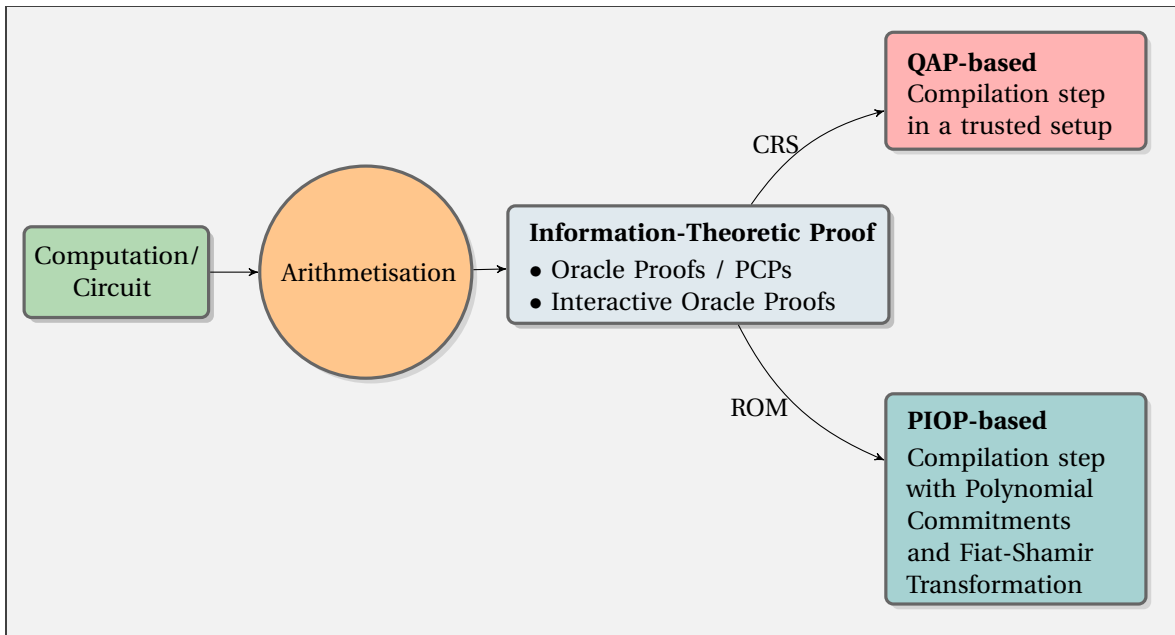 Computation/
Circuit
Arithmetisation
Information-Theoretic Proof
• Oracle Proofs / PCPs
• Interactive Oracle Proofs
CRS
QAP-based
Compilation step
in a trusted setup
ROM
PIOP-based
Compilation step
with Polynomial
Commitments
and Fiat-Shamir
Transformation